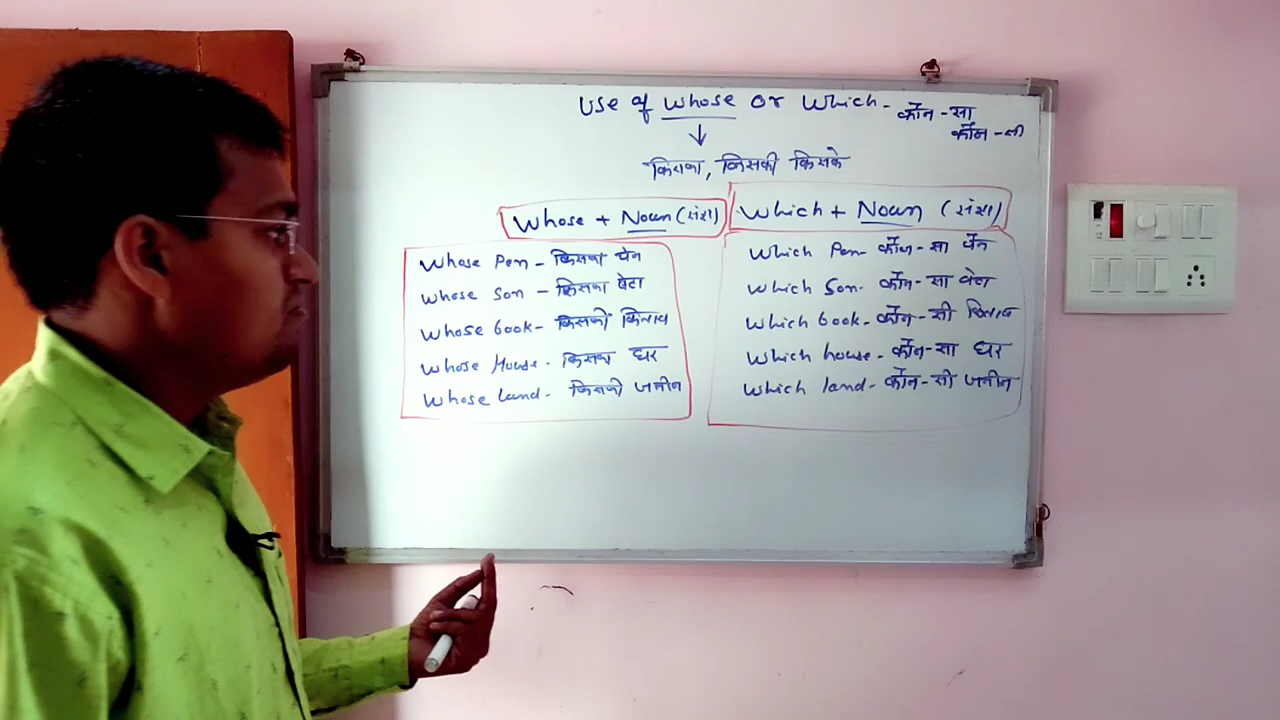 Use of whose or Which - कौन-सा
कौन-सी
किसका, किसकी किसके
Whose + Noun (संज्ञा)
Which + Noun (संज्ञा)
Whose Pen - किसका पेन
Whose Son - किसका बेटा
Whose book - किसकी किताब
Whose House - किसका घर
Whose Land - किसकी जमीन
Which Pen - कौन-सा पेन
Which Son - कौन-सा बेटा
Which book - कौन-सी किताब
Which house - कौन-सा घर
Which land - कौन-सी जमीन